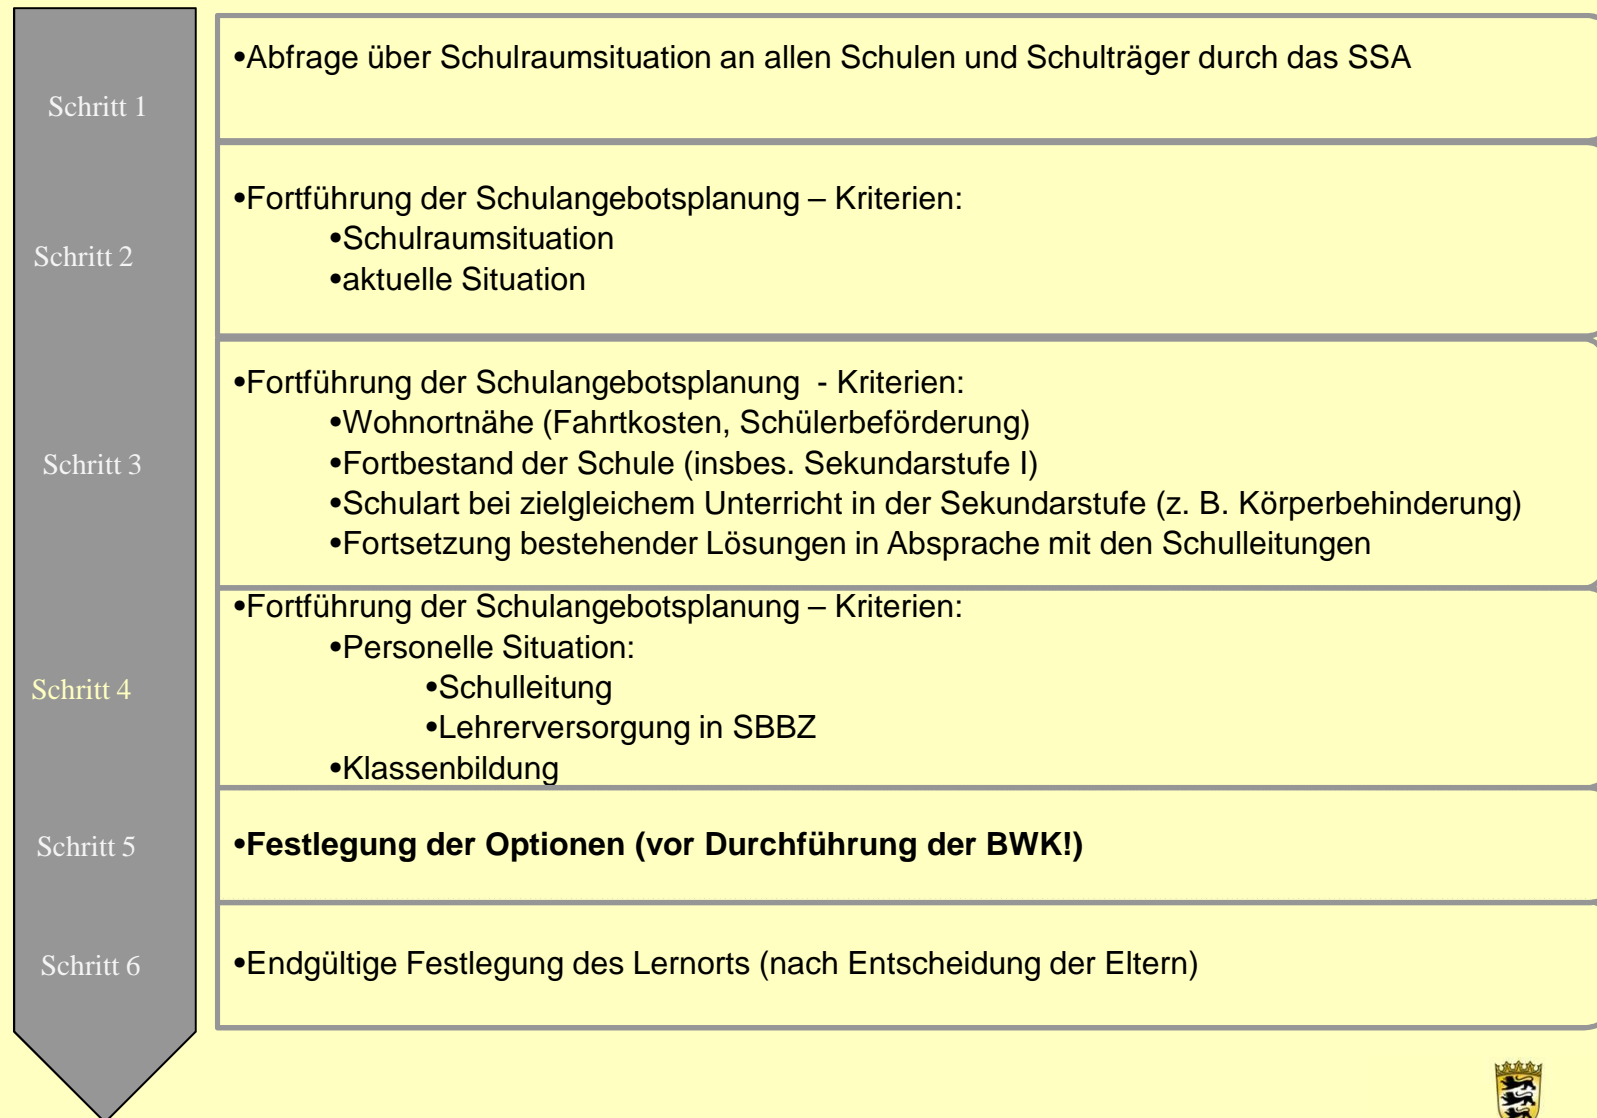 Schritt 1
•Abfrage über Schulraumsituation an allen Schulen und Schulträger durch das SSA
Schritt 2
•Fortführung der Schulangebotsplanung – Kriterien:
•Schulraumsituation
•aktuelle Situation
Schritt 3
•Fortführung der Schulangebotsplanung - Kriterien:
•Wohnortnähe (Fahrtkosten, Schülerbeförderung)
•Fortbestand der Schule (insbes. Sekundarstufe I)
•Schulart bei zielgleichem Unterricht in der Sekundarstufe (z. B. Körperbehinderung)
•Fortsetzung bestehender Lösungen in Absprache mit den Schulleitungen
Schritt 4
•Fortführung der Schulangebotsplanung – Kriterien:
•Personelle Situation:
•Schulleitung
•Lehrerversorgung in SBBZ
•Klassenbildung
Schritt 5
•Festlegung der Optionen (vor Durchführung der BWK!)
Schritt 6
•Endgültige Festlegung des Lernorts (nach Entscheidung der Eltern)